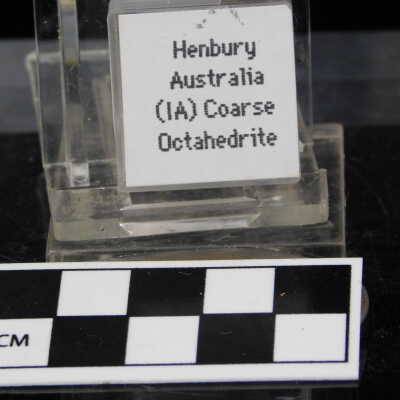 Henbury
Australia
(IA) Coarse
Octahedrite
CM